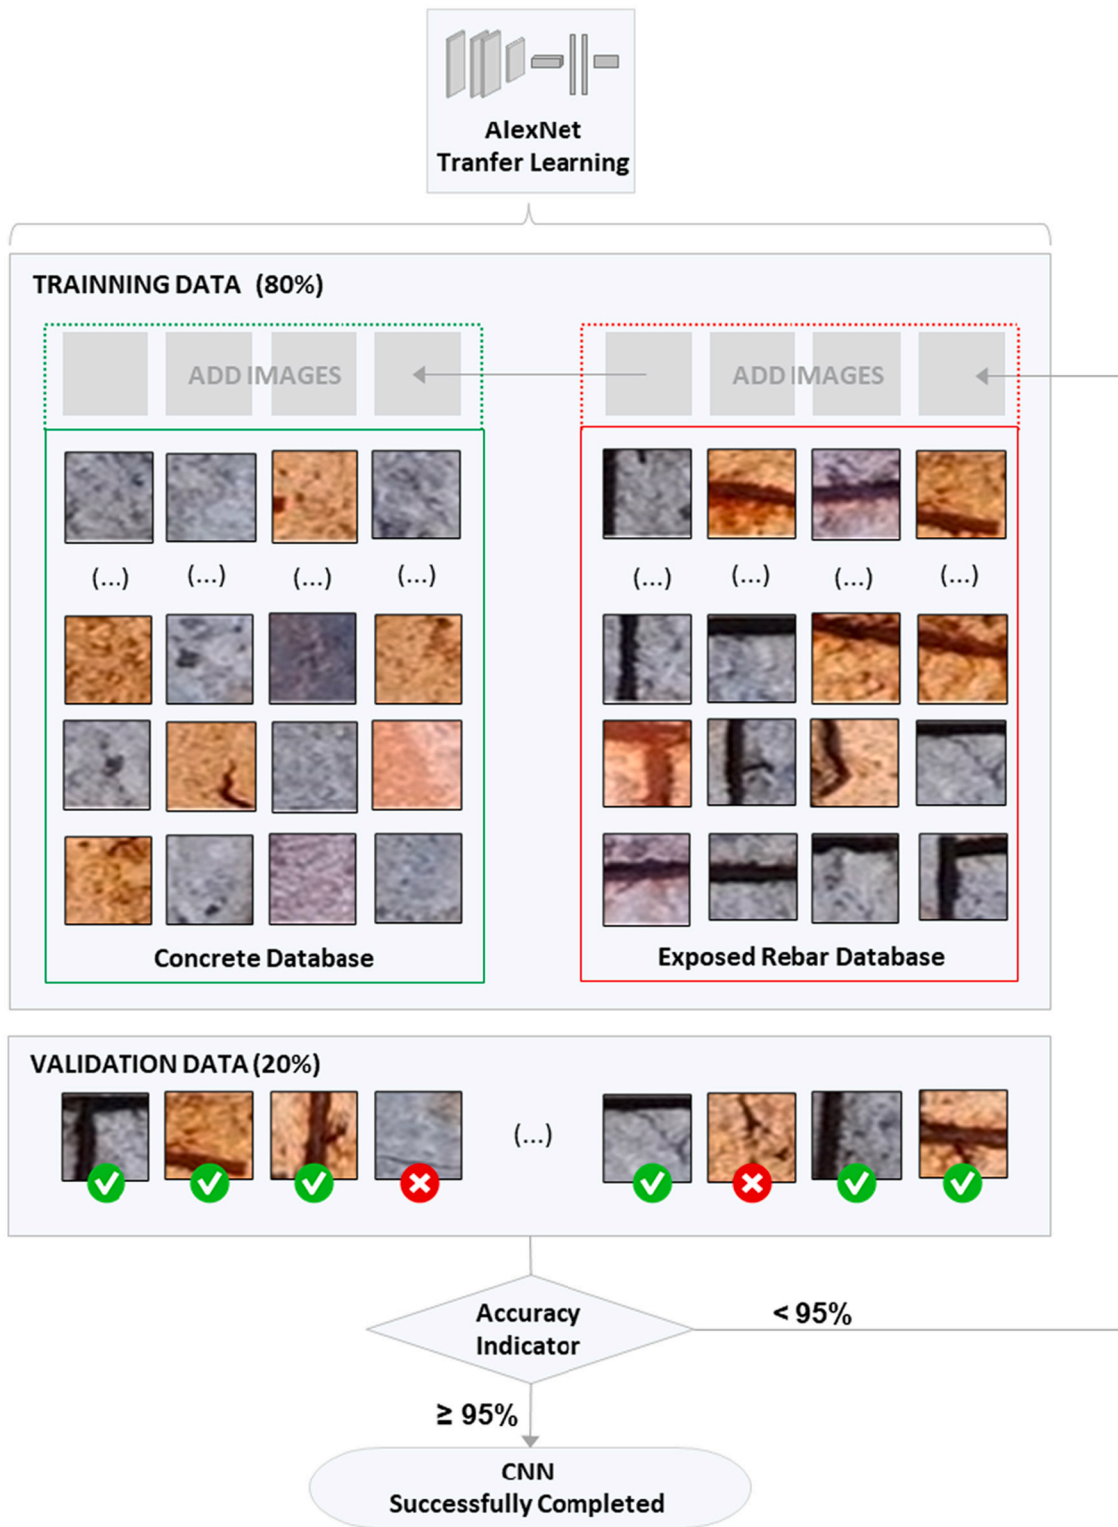 AlexNet
Tranfer Learning
TRAINNING DATA (80%)
ADD IMAGES
ADD IMAGES
(...) (...) (...) (...)
(...) (...) (...) (...)
Concrete Database
Exposed Rebar Database
VALIDATION DATA (20%)
(...)
Accuracy
Indicator
< 95%
≥ 95%
CNN
Successfully Completed